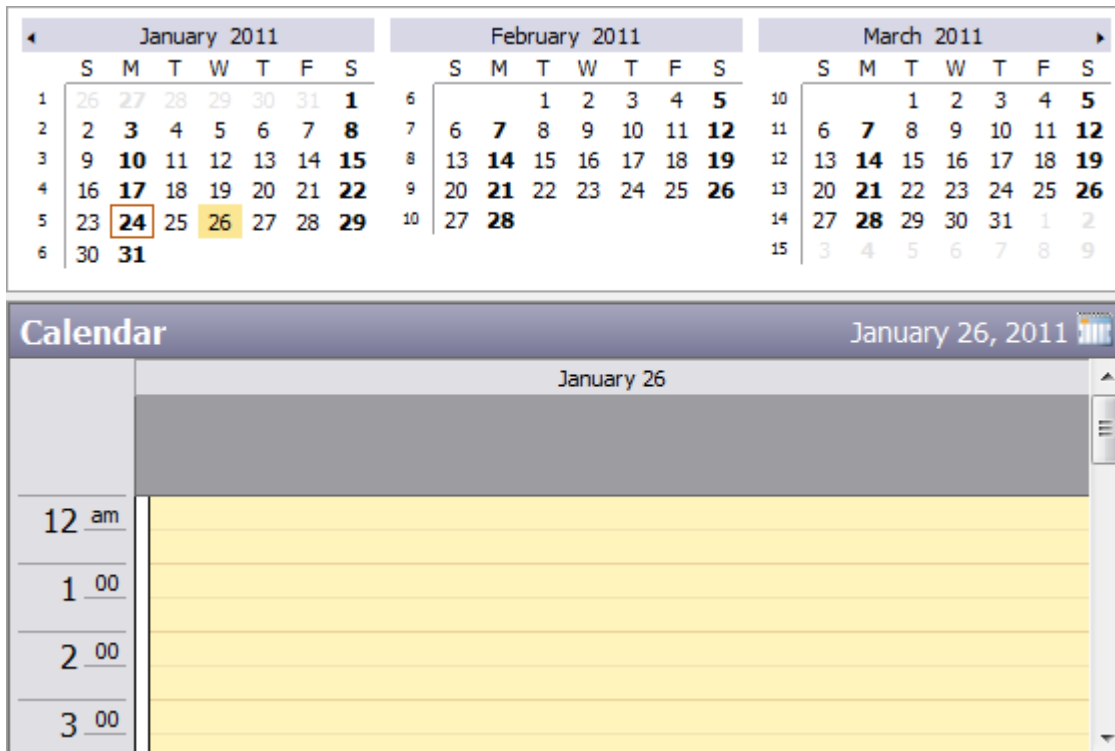 January 2011 February 2011 March 2011
S M T W T F S S M T W T F S S M T W T F S
1 26 27 28 29 30 31 1 6 1 2 3 4 5 10 1 2 3 4 5
2 2 3 4 5 6 7 8 7 6 7 8 9 10 11 12 11 6 7 8 9 10 11 12
3 9 10 11 12 13 14 15 8 13 14 15 16 17 18 19 12 13 14 15 16 17 18 19
4 16 17 18 19 20 21 22 9 20 21 22 23 24 25 26 13 20 21 22 23 24 25 26
5 23 24 25 26 27 28 29 10 27 28 14 27 28 29 30 31 1 2
6 30 31 15 3 4 5 6 7 8 9
Calendar January 26, 2011
January 26
12 am
1 00
2 00
3 00